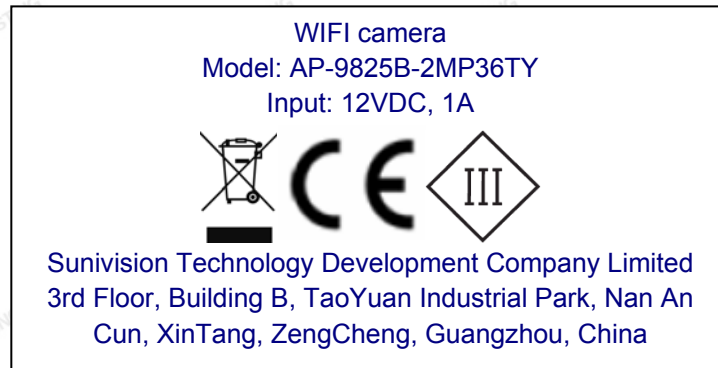 WIFI camera
Model: AP-9825B-2MP36TY
Input: 12VDC, 1A
CE III
Sunivision Technology Development Company Limited
3rd Floor, Building B, TaoYuan Industrial Park, Nan An
Cun, XinTang, ZengCheng, Guangzhou, China